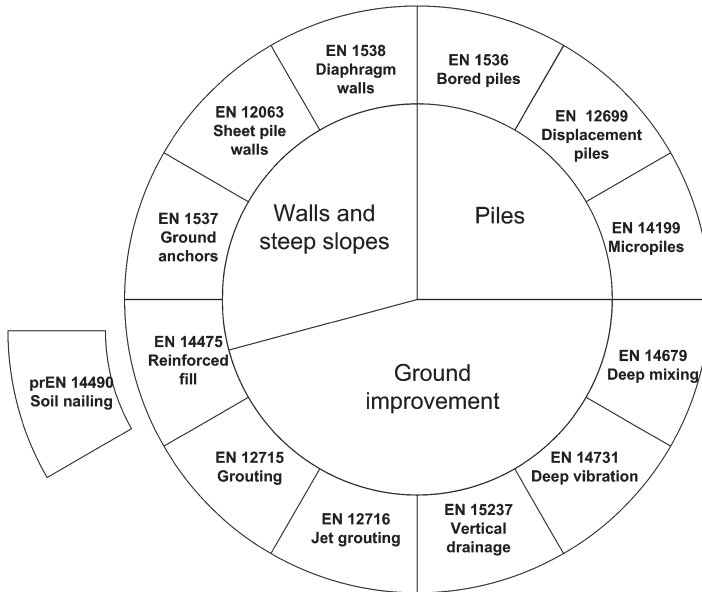 EN 1538
Diaphragm
walls
EN 1536
Bored piles
EN 12063
Sheet pile
walls
EN 12699
Displacement
piles
Walls and
steep slopes
Piles
EN 1537
Ground
anchors
EN 14199
Micropiles
EN 14475
Reinforced
fill
EN 14679
Deep mixing
prEN 14490
Soil nailing
Ground
improvement
EN 12715
Grouting
EN 14731
Deep vibration
EN 12716
Jet grouting
EN 15237
Vertical
drainage